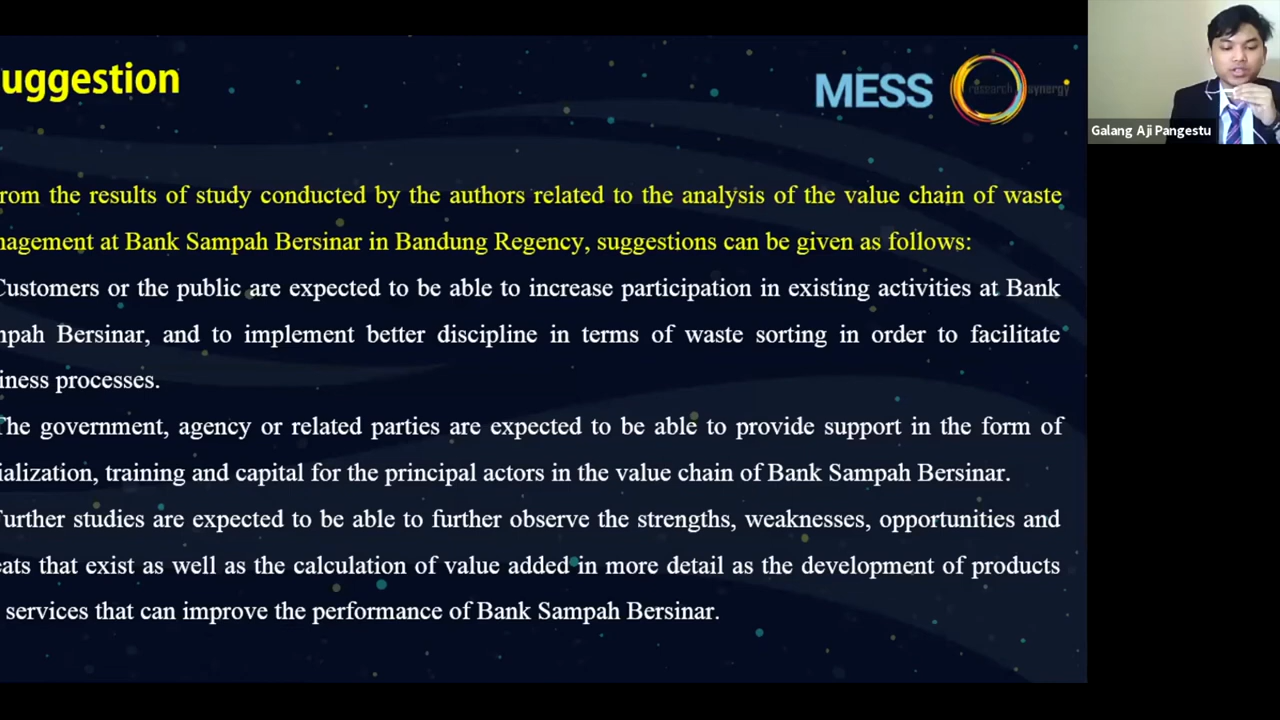 uggestion
MESS
research synergy
Galang Aji Pangestu
rom the results of study conducted by the authors related to the analysis of the value chain of waste
nagement at Bank Sampah Bersinar in Bandung Regency, suggestions can be given as follows:
Customers or the public are expected to be able to increase participation in existing activities at Bank
npah Bersinar, and to implement better discipline in terms of waste sorting in order to facilitate
iness processes.
The government, agency or related parties are expected to be able to provide support in the form of
ialization, training and capital for the principal actors in the value chain of Bank Sampah Bersinar.
Further studies are expected to be able to further observe the strengths, weaknesses, opportunities and
eats that exist as well as the calculation of value added in more detail as the development of products
services that can improve the performance of Bank Sampah Bersinar.